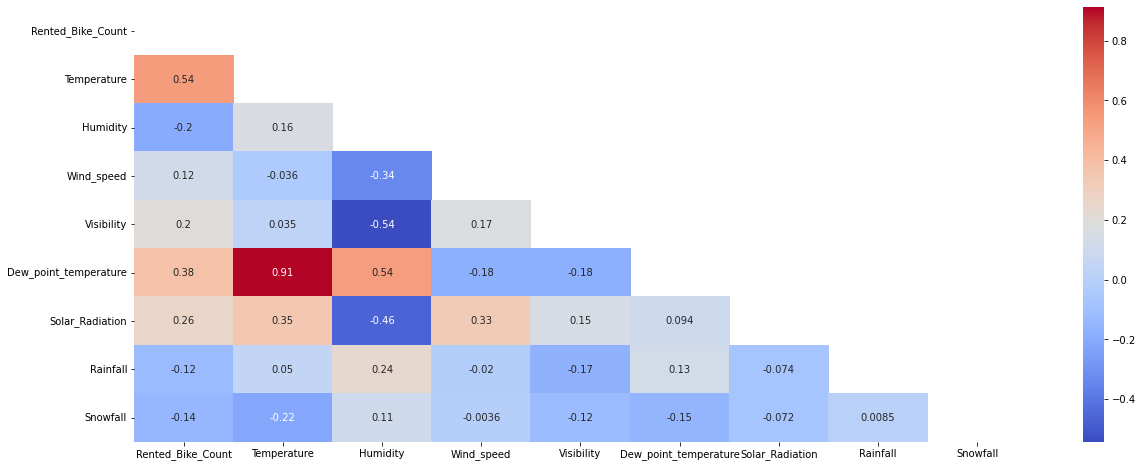 Rented_Bike_Count
Temperature 0.54
Humidity -0.2 0.16
Wind_speed 0.12 -0.036 -0.34
Visibility 0.2 0.035 -0.54 0.17
Dew_point_temperature 0.38 0.91 0.54 -0.18 -0.18
Solar_Radiation 0.26 0.35 -0.46 0.33 0.15 0.094
Rainfall -0.12 0.05 0.24 -0.02 -0.17 0.13 -0.074
Snowfall -0.14 -0.22 0.11 -0.0036 -0.12 -0.15 -0.072 0.0085
Rented_Bike_Count Temperature Humidity Wind_speed Visibility Dew_point_temperature Solar_Radiation Rainfall Snowfall
0.8
0.6
0.4
0.2
0.0
−0.2
−0.4